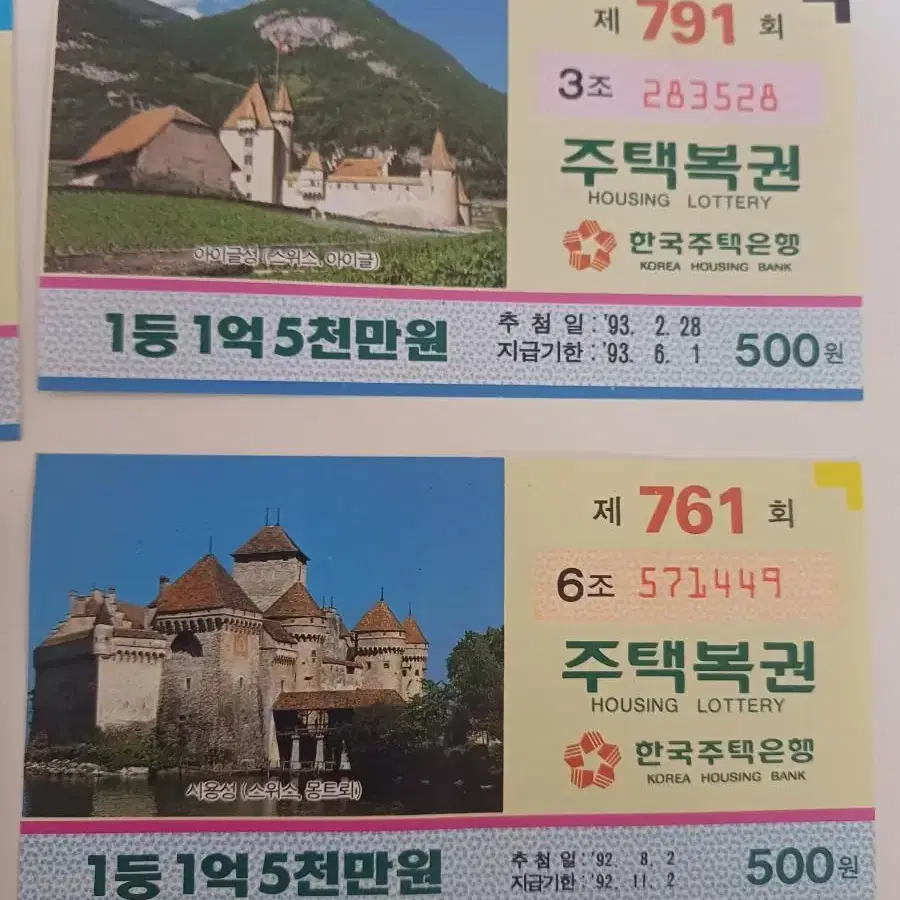 제 791 회
3조 283528
주택복권
HOUSING LOTTERY
한국주택은행
KOREA HOUSING BANK
아이글성 (스위스, 아이글)
1등 1억 5천만원
추 첨 일 : '93. 2. 28
지급기한 : '93. 6. 1
500원
제 761 회
6조 571449
주택복권
HOUSING LOTTERY
한국주택은행
KOREA HOUSING BANK
시용성 (스위스, 몽트뢰)
1등 1억 5천만원
추 첨 일 : '92. 8. 2
지급기한 : '92. 11. 2
500원